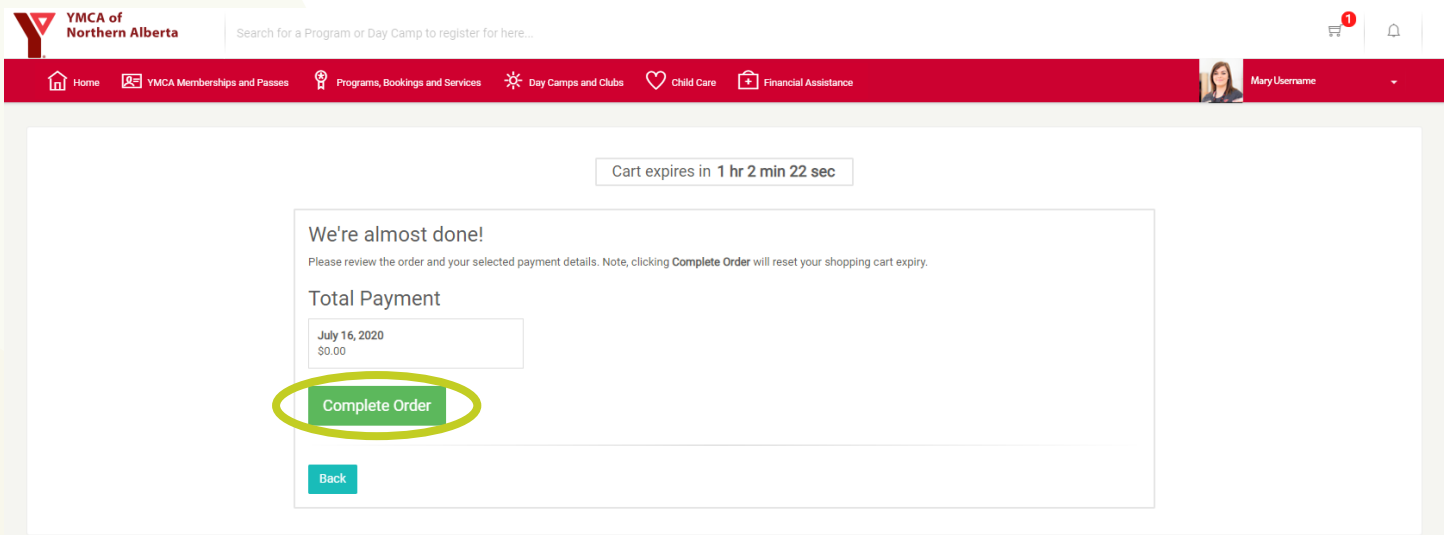 YMCA of
Northern Alberta
Search for a Program or Day Camp to register for here...
1
Home YMCA Memberships and Passes Programs, Bookings and Services Day Camps and Clubs Child Care Financial Assistance Mary Username
Cart expires in 1 hr 2 min 22 sec
We're almost done!
Please review the order and your selected payment details. Note, clicking Complete Order will reset your shopping cart expiry.
Total Payment
July 16, 2020
$0.00
Complete Order
Back